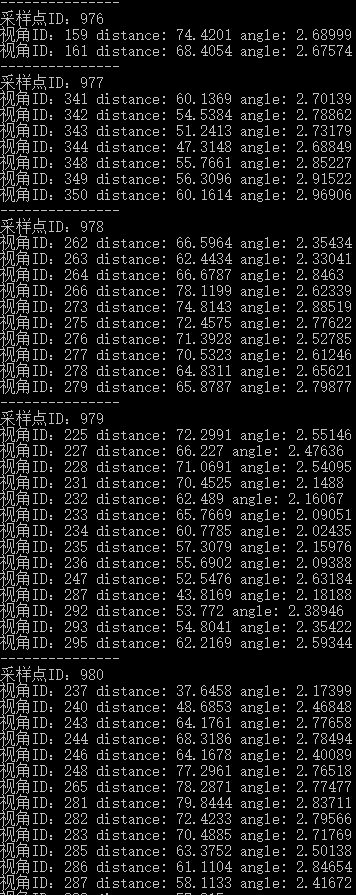 ----------------
采样点ID: 976
视角ID: 159 distance: 74.4201 angle: 2.68999
视角ID: 161 distance: 68.4054 angle: 2.67574
----------------
采样点ID: 977
视角ID: 341 distance: 60.1369 angle: 2.70139
视角ID: 342 distance: 54.5384 angle: 2.78862
视角ID: 343 distance: 51.2413 angle: 2.73179
视角ID: 344 distance: 47.3148 angle: 2.68849
视角ID: 348 distance: 55.7661 angle: 2.85227
视角ID: 349 distance: 56.3096 angle: 2.91522
视角ID: 350 distance: 60.1614 angle: 2.96906
----------------
采样点ID: 978
视角ID: 262 distance: 66.5964 angle: 2.35434
视角ID: 263 distance: 62.4434 angle: 2.33041
视角ID: 264 distance: 66.6787 angle: 2.8463
视角ID: 266 distance: 78.1199 angle: 2.62339
视角ID: 273 distance: 74.8143 angle: 2.88519
视角ID: 275 distance: 72.4575 angle: 2.77622
视角ID: 276 distance: 71.3928 angle: 2.52785
视角ID: 277 distance: 70.5323 angle: 2.61246
视角ID: 278 distance: 64.8311 angle: 2.65621
视角ID: 279 distance: 65.8787 angle: 2.79877
----------------
采样点ID: 979
视角ID: 225 distance: 72.2991 angle: 2.55146
视角ID: 227 distance: 66.227 angle: 2.47636
视角ID: 228 distance: 71.0691 angle: 2.54095
视角ID: 231 distance: 70.4525 angle: 2.1488
视角ID: 232 distance: 62.489 angle: 2.16067
视角ID: 233 distance: 65.7669 angle: 2.09051
视角ID: 234 distance: 60.7785 angle: 2.02435
视角ID: 235 distance: 57.3079 angle: 2.15976
视角ID: 236 distance: 55.6902 angle: 2.09388
视角ID: 247 distance: 52.5476 angle: 2.63184
视角ID: 287 distance: 43.8169 angle: 2.18188
视角ID: 292 distance: 53.772 angle: 2.38946
视角ID: 293 distance: 54.8041 angle: 2.35422
视角ID: 295 distance: 62.2169 angle: 2.59344
----------------
采样点ID: 980
视角ID: 237 distance: 37.6458 angle: 2.17399
视角ID: 240 distance: 48.6853 angle: 2.46848
视角ID: 243 distance: 64.1761 angle: 2.77658
视角ID: 244 distance: 68.3186 angle: 2.78494
视角ID: 246 distance: 64.1678 angle: 2.40089
视角ID: 248 distance: 77.2961 angle: 2.76518
视角ID: 265 distance: 78.2871 angle: 2.77477
视角ID: 281 distance: 79.8444 angle: 2.83711
视角ID: 282 distance: 72.4233 angle: 2.79566
视角ID: 283 distance: 70.4885 angle: 2.71769
视角ID: 285 distance: 63.3752 angle: 2.50138
视角ID: 286 distance: 61.1104 angle: 2.84654
视角ID: 287 distance: 58.1133 angle: 2.41672